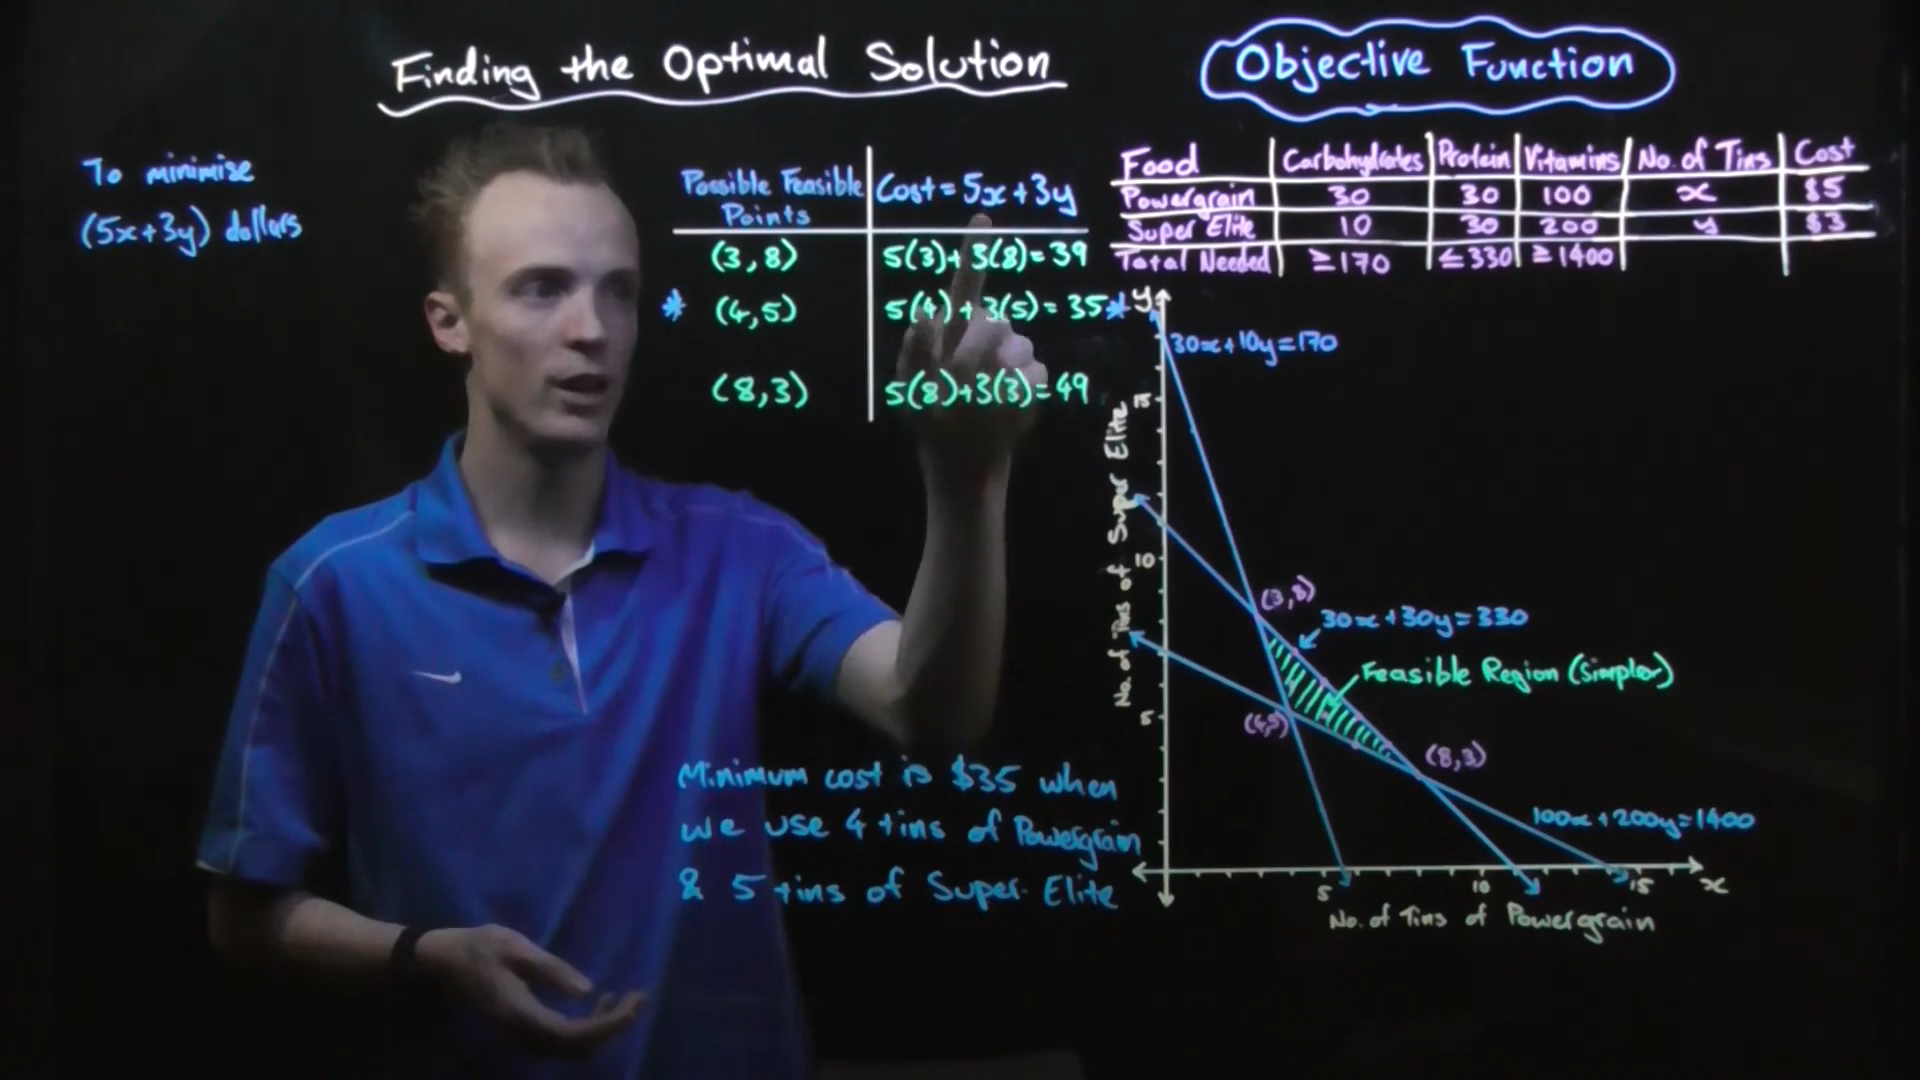 Finding the Optimal Solution
Objective Function
To minimise
(5x+3y) dollars
Possible Feasible Points | Cost = 5x+3y
(3,8) | 5(3)+3(8)=39
* (4,5) | 5(4)+3(5)=35*
(8,3) | 5(8)+3(3)=49
Minimum cost is $35 when
we use 4 tins of Powergrain
& 5 tins of Super Elite
Food | Carbohydrates | Protein | Vitamins | No. of Tins | Cost
Powergrain | 30 | 30 | 100 | x | $5
Super Elite | 10 | 30 | 200 | y | $3
Total Needed | ≥170 | ≤330 | ≥1400
y
30x+10y=170
15
No. of Tins of Super Elite
10
(3,8)
30x+30y=330
Feasible Region (Simplex)
5
(4,5)
(8,3)
100x+200y=1400
5
10
15
x
No. of Tins of Powergrain